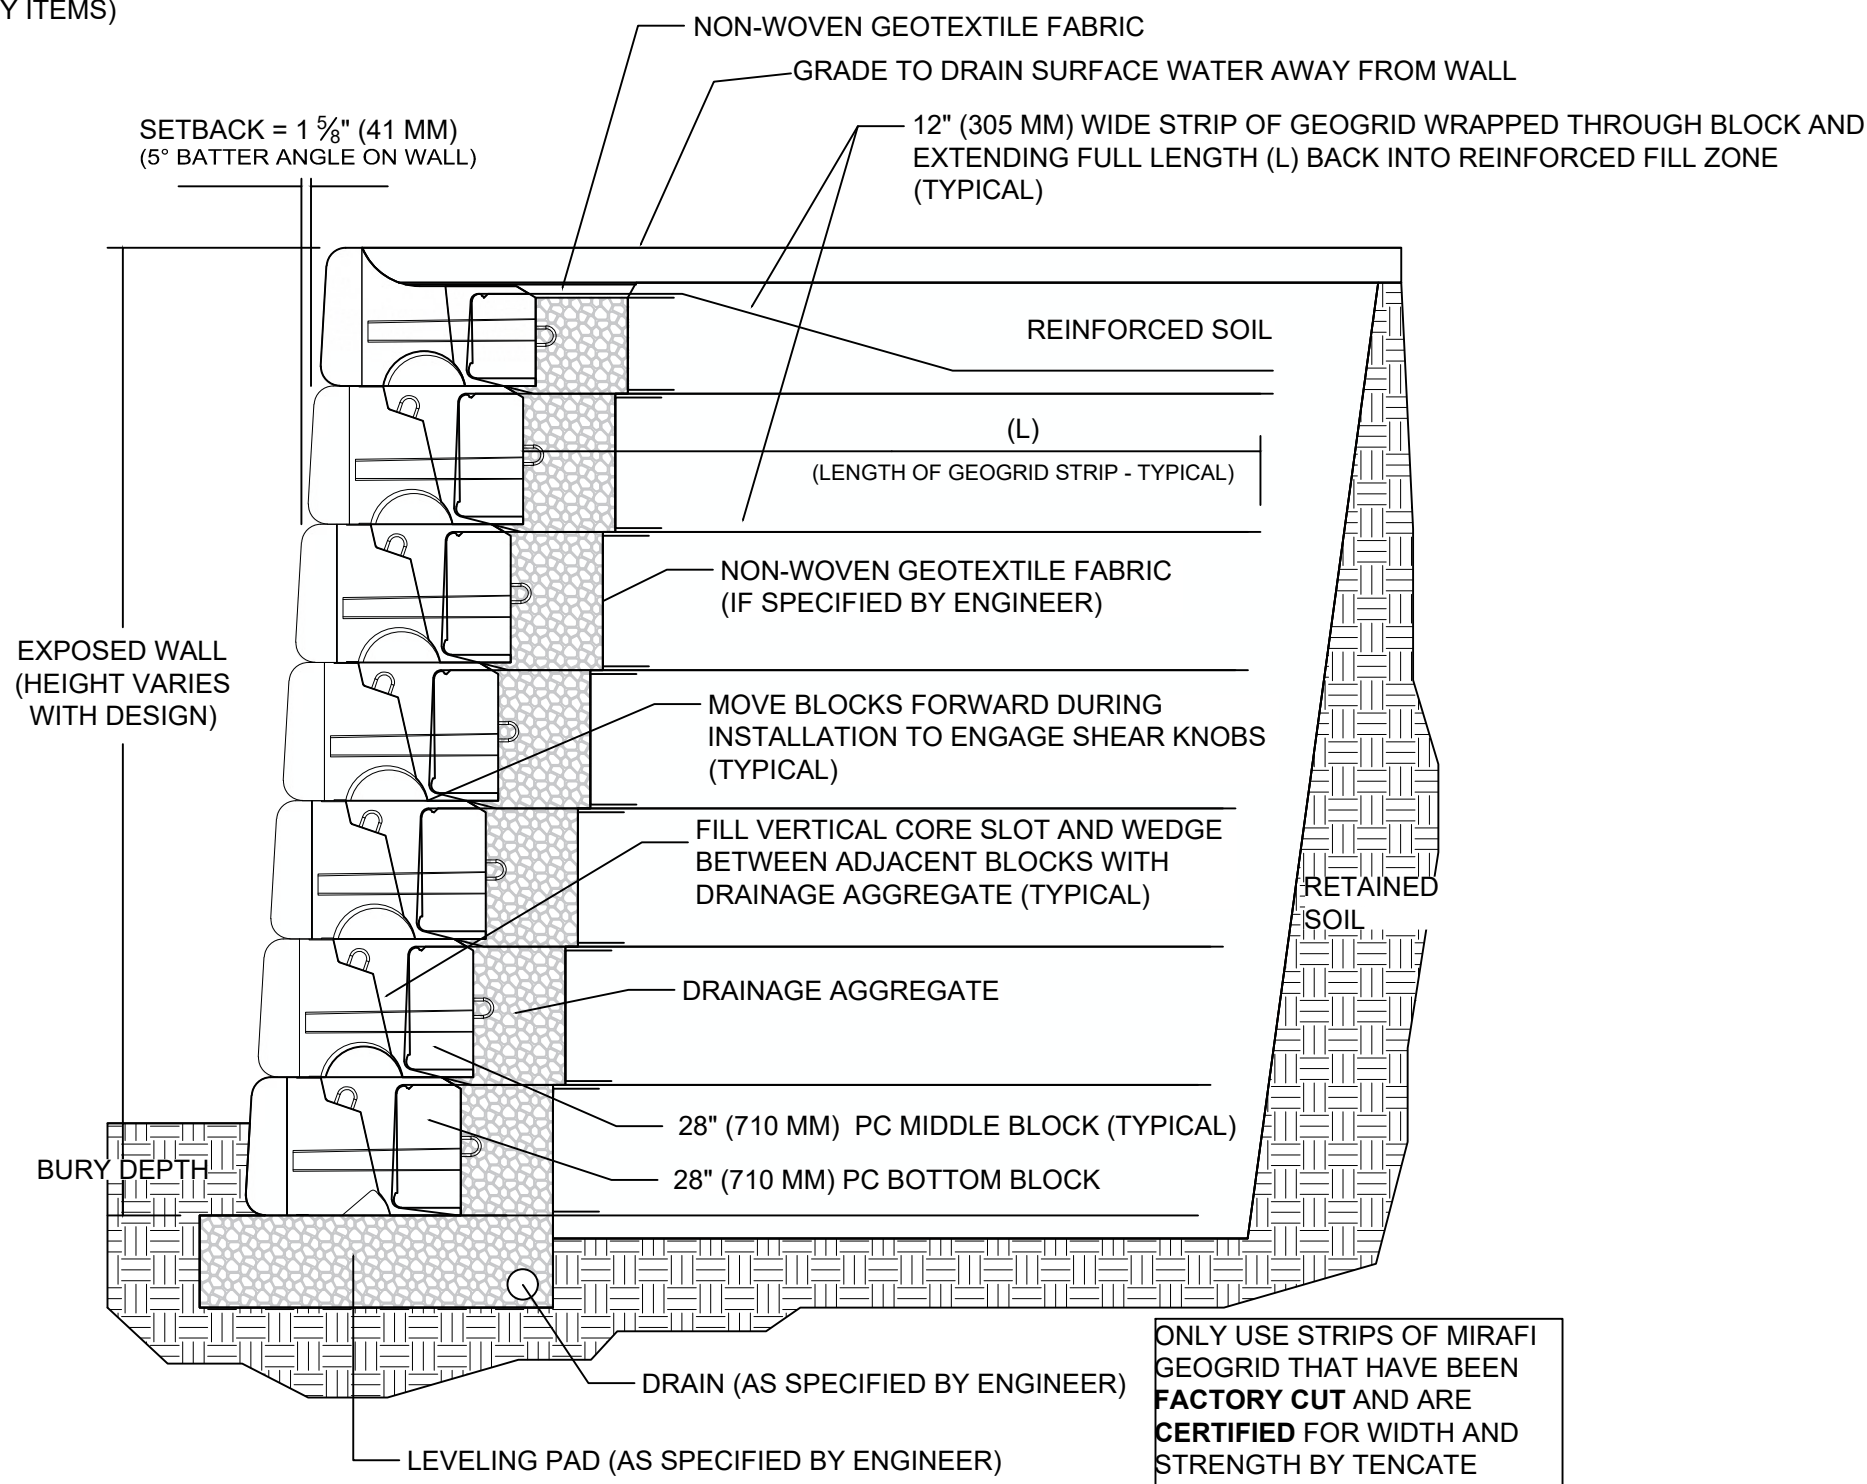 Y ITEMS)
NON-WOVEN GEOTEXTILE FABRIC
GRADE TO DRAIN SURFACE WATER AWAY FROM WALL
SETBACK = 1 5⁄8" (41 MM)
(5° BATTER ANGLE ON WALL)
12" (305 MM) WIDE STRIP OF GEOGRID WRAPPED THROUGH BLOCK AND
EXTENDING FULL LENGTH (L) BACK INTO REINFORCED FILL ZONE
(TYPICAL)
REINFORCED SOIL
(L)
(LENGTH OF GEOGRID STRIP - TYPICAL)
NON-WOVEN GEOTEXTILE FABRIC
(IF SPECIFIED BY ENGINEER)
EXPOSED WALL
(HEIGHT VARIES
WITH DESIGN)
MOVE BLOCKS FORWARD DURING
INSTALLATION TO ENGAGE SHEAR KNOBS
(TYPICAL)
FILL VERTICAL CORE SLOT AND WEDGE
BETWEEN ADJACENT BLOCKS WITH
DRAINAGE AGGREGATE (TYPICAL)
RETAINED
SOIL
DRAINAGE AGGREGATE
28" (710 MM) PC MIDDLE BLOCK (TYPICAL)
BURY DEPTH
28" (710 MM) PC BOTTOM BLOCK
DRAIN (AS SPECIFIED BY ENGINEER)
LEVELING PAD (AS SPECIFIED BY ENGINEER)
ONLY USE STRIPS OF MIRAFI
GEOGRID THAT HAVE BEEN
FACTORY CUT AND ARE
CERTIFIED FOR WIDTH AND
STRENGTH BY TENCATE